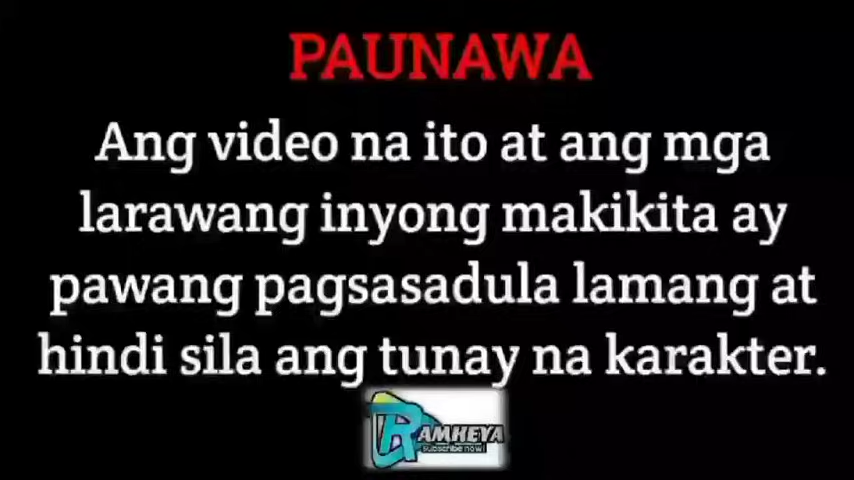 PAUNAWA
Ang video na ito at ang mga
larawang inyong makikita ay
pawang pagsasadula lamang at
hindi sila ang tunay na karakter.
RAMHEYA
subscribe now!